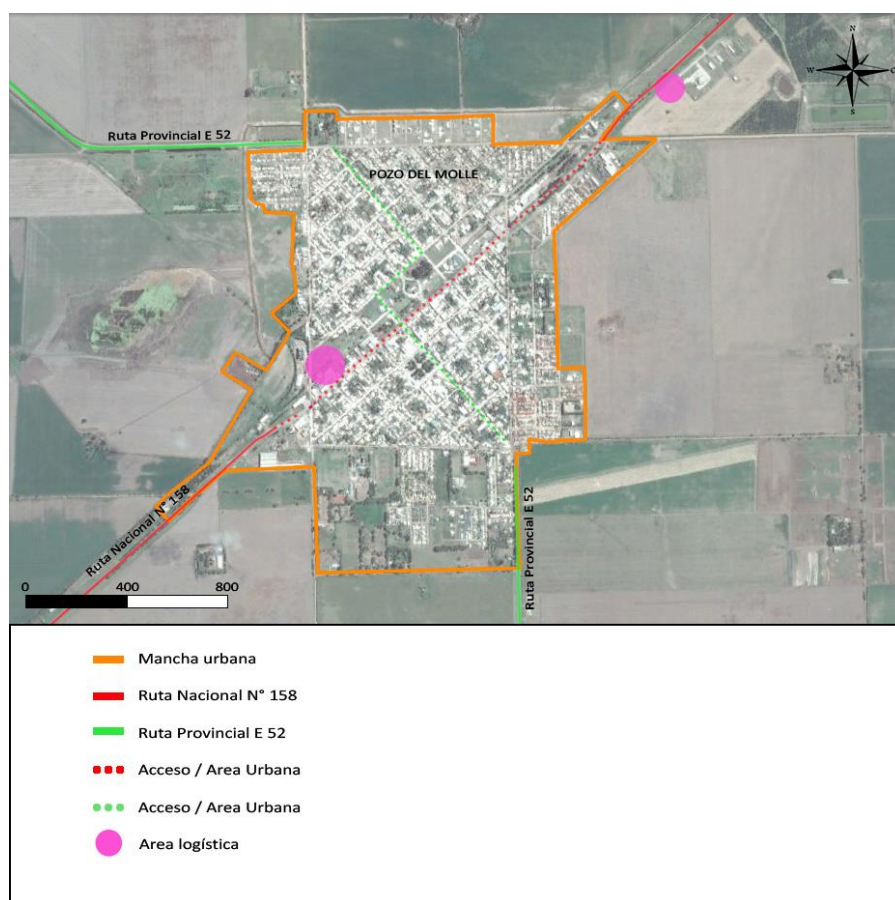 N
W
O
S
Ruta Provincial E 52
POZO DEL MOLLE
Ruta Nacional N° 158
Ruta Provincial E 52
0 400 800
Mancha urbana
Ruta Nacional N° 158
Ruta Provincial E 52
Acceso / Area Urbana
Acceso / Area Urbana
Area logística